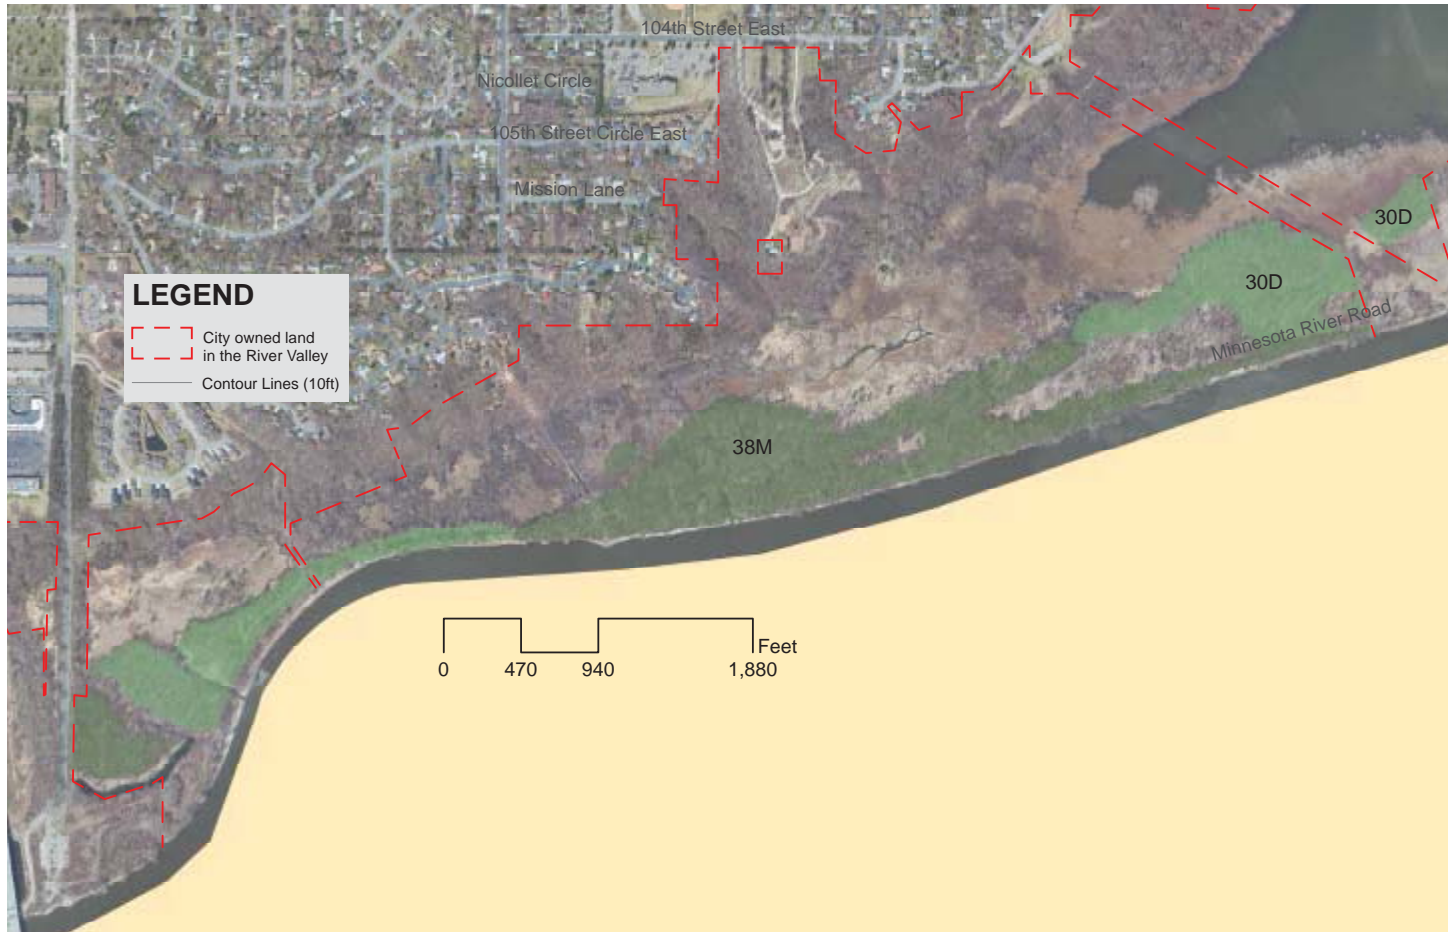 104th Street East
Nicollet Circle
105th Street Circle East
Mission Lane
30D
30D
LEGEND
City owned land
in the River Valley
Contour Lines (10ft)
Minnesota River Road
38M
Feet
0 470 940 1,880